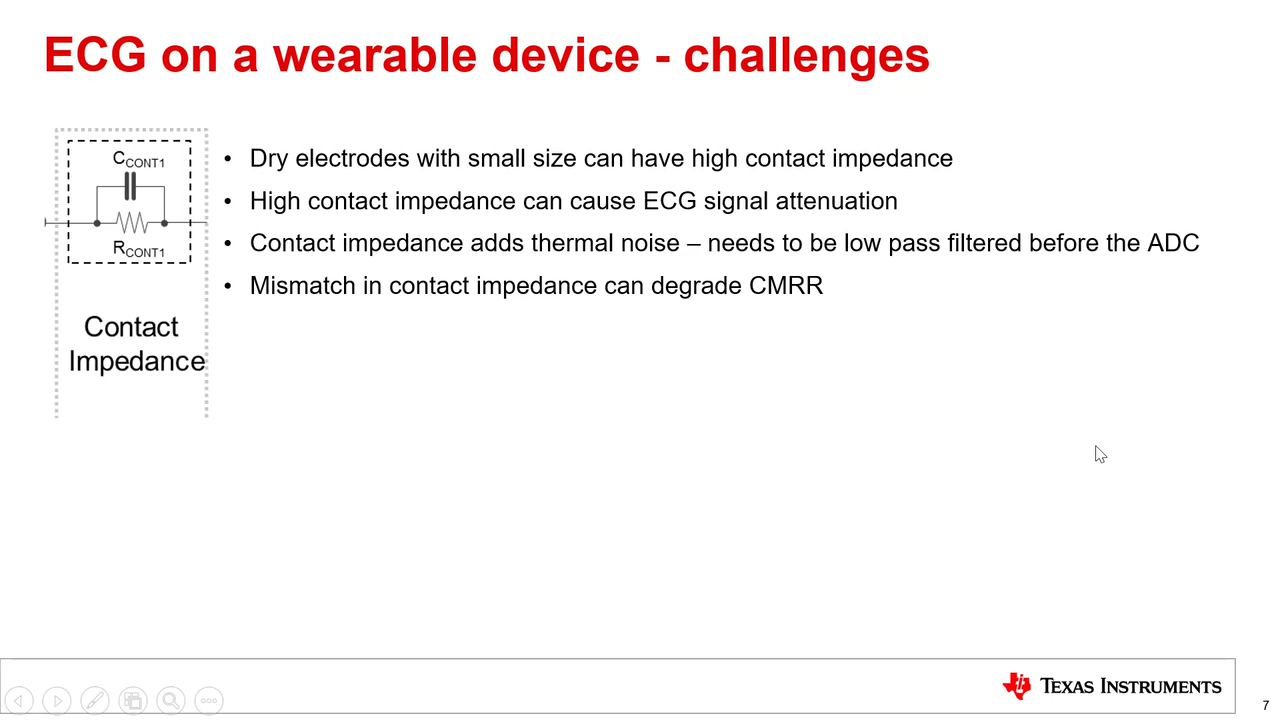 ECG on a wearable device - challenges
CCONT1
RCONT1
Contact
Impedance
• Dry electrodes with small size can have high contact impedance
• High contact impedance can cause ECG signal attenuation
• Contact impedance adds thermal noise – needs to be low pass filtered before the ADC
• Mismatch in contact impedance can degrade CMRR
TEXAS INSTRUMENTS
7